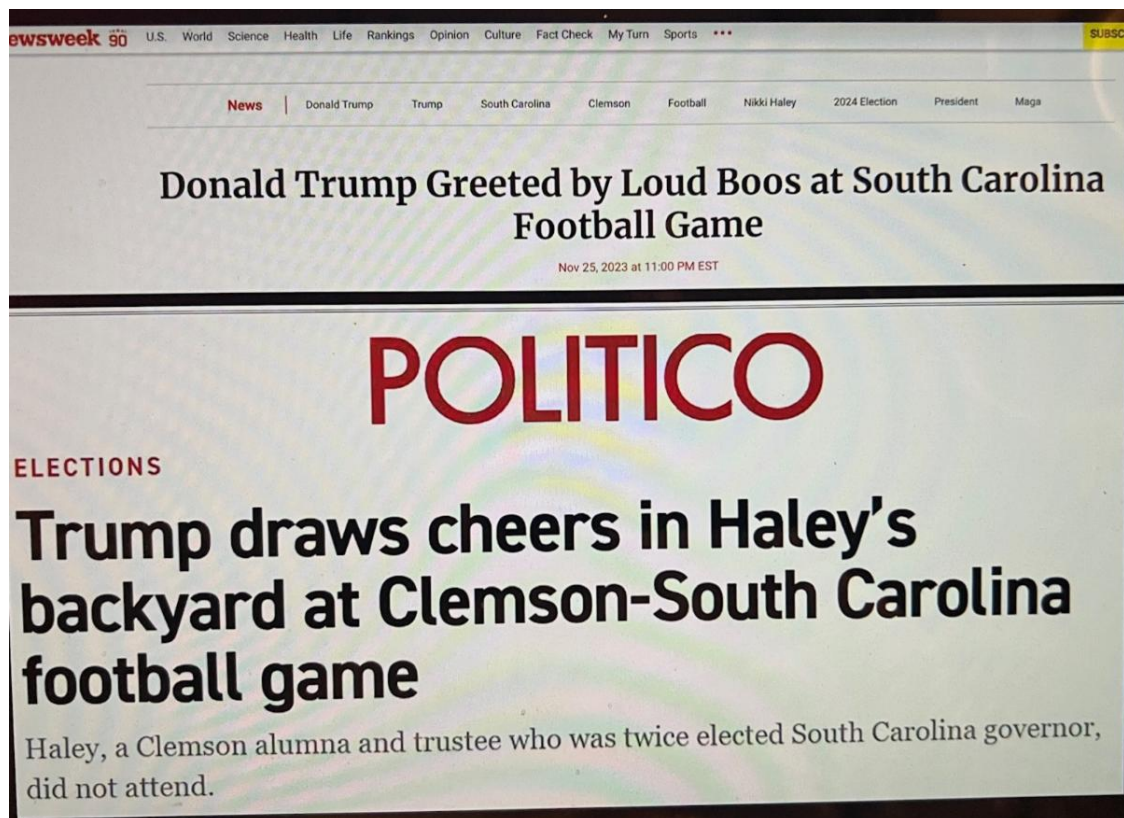 ewsweek 90 U.S. World Science Health Life Rankings Opinion Culture Fact Check My Turn Sports ••• SUBSC
News | Donald Trump Trump South Carolina Clemson Football Nikki Haley 2024 Election President Maga
Donald Trump Greeted by Loud Boos at South Carolina
Football Game
Nov 25, 2023 at 11:00 PM EST
POLITICO
ELECTIONS
Trump draws cheers in Haley's
backyard at Clemson-South Carolina
football game
Haley, a Clemson alumna and trustee who was twice elected South Carolina governor,
did not attend.